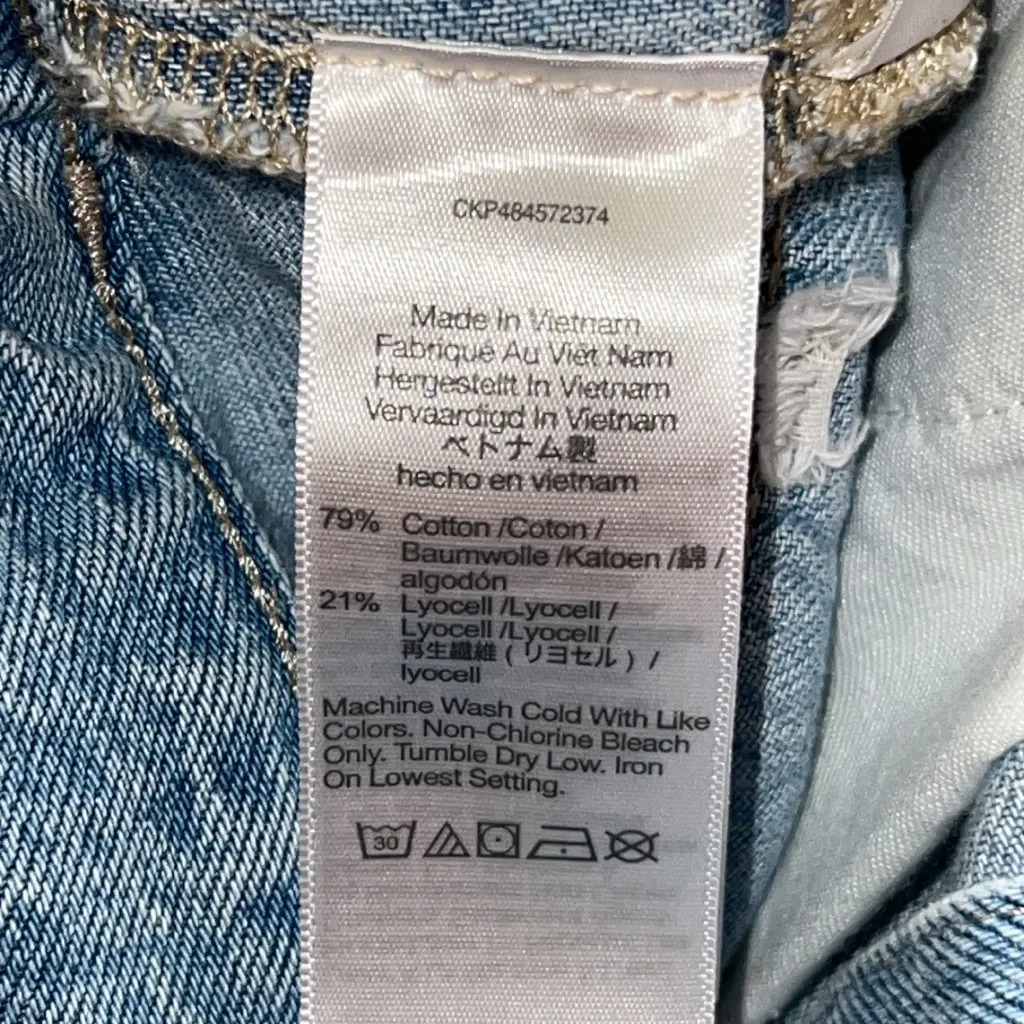 CKP484572374
Made In Vietnam
Fabriqué Au Viêt Nam
Hergestellt In Vietnam
Vervaardigd In Vietnam
ベトナム製
hecho en vietnam
79% Cotton /Coton /
Baumwolle /Katoen /綿 /
algodón
21% Lyocell /Lyocell /
Lyocell /Lyocell /
再生繊維 ( リヨセル ) /
lyocell
Machine Wash Cold With Like
Colors. Non-Chlorine Bleach
Only. Tumble Dry Low. Iron
On Lowest Setting.
30